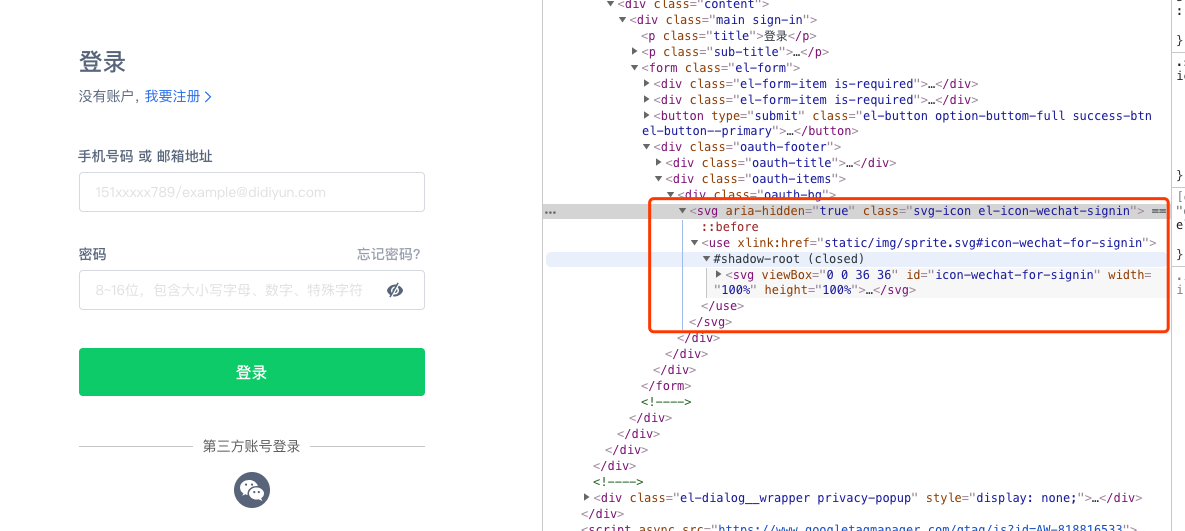 登录
没有账户, 我要注册
手机号码 或 邮箱地址
151xxxxx789/example@didiyun.com
密码
忘记密码?
8~16位，包含大小写字母、数字、特殊字符
登录
第三方账号登录
<div class="content">
<div class="main sign-in">
<p class="title">登录</p>
<p class="sub-title">…</p>
<form class="el-form">
<div class="el-form-item is-required">…</div>
<div class="el-form-item is-required">…</div>
<button type="submit" class="el-button option-buttom-full success-btn
el-button--primary">…</button>
<div class="oauth-footer">
<div class="oauth-title">…</div>
<div class="oauth-items">
<div class="oauth-bg">
<svg aria-hidden="true" class="svg-icon el-icon-wechat-signin"> ==
::before
<use xlink:href="static/img/sprite.svg#icon-wechat-for-signin">
#shadow-root (closed)
<svg viewBox="0 0 36 36" id="icon-wechat-for-signin" width=
"100%" height="100%">…</svg>
</use>
</svg>
</div>
</div>
</div>
</form>
<!---->
</div>
</div>
</div>
</div>
<!---->
<div class="el-dialog__wrapper privacy-popup" style="display: none;">…</div>
</div>
<script async src="https://www.googletagmanager.com/gtag/js?id=AW-818816533">